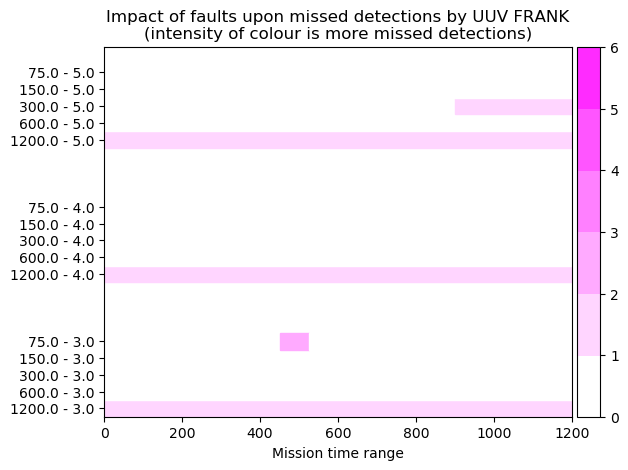 Impact of faults upon missed detections by UUV FRANK
(intensity of colour is more missed detections)
75.0 - 5.0
150.0 - 5.0
300.0 - 5.0
600.0 - 5.0
1200.0 - 5.0
75.0 - 4.0
150.0 - 4.0
300.0 - 4.0
600.0 - 4.0
1200.0 - 4.0
75.0 - 3.0
150.0 - 3.0
300.0 - 3.0
600.0 - 3.0
1200.0 - 3.0
0 200 400 600 800 1000 1200
Mission time range
6
5
4
3
2
1
0